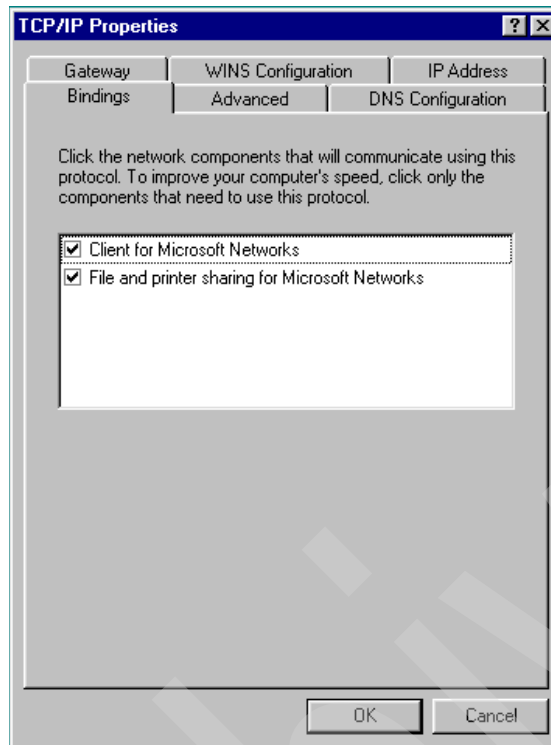 TCP/IP Properties
Gateway WINS Configuration IP Address
Bindings Advanced DNS Configuration
Click the network components that will communicate using this
protocol. To improve your computer's speed, click only the
components that need to use this protocol.
Client for Microsoft Networks
File and printer sharing for Microsoft Networks
OK Cancel